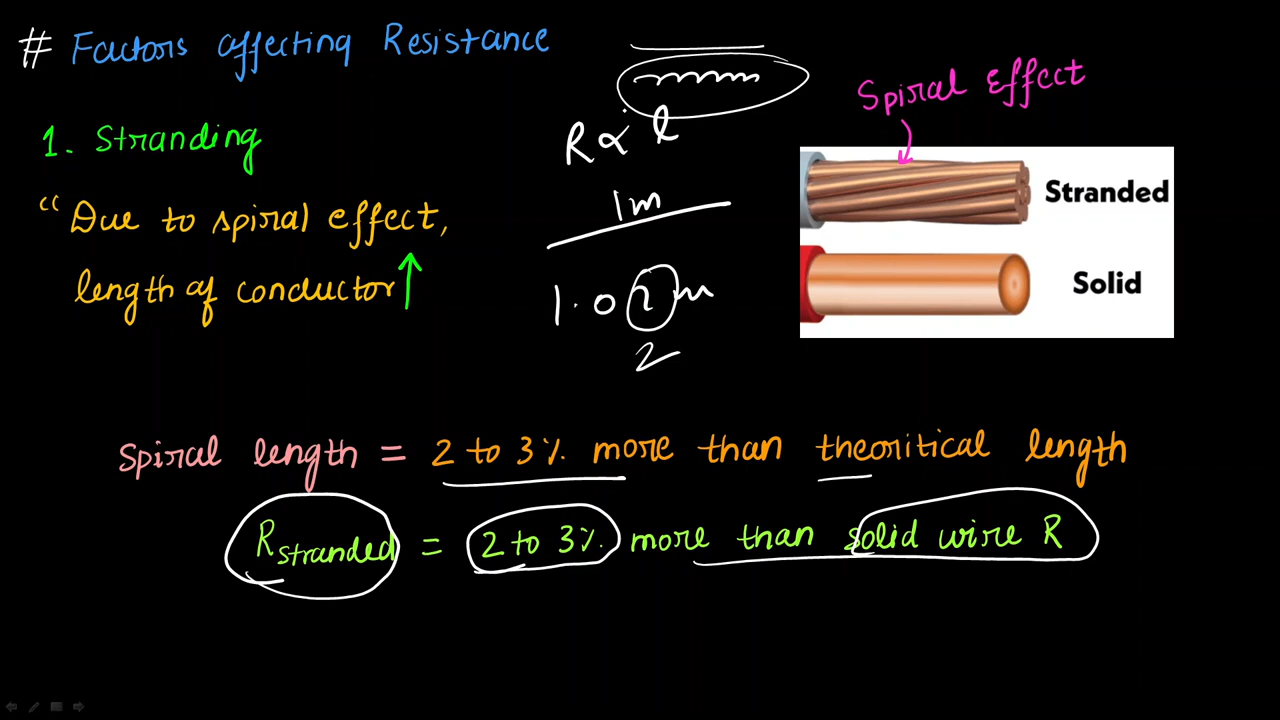 # Factors affecting Resistance
Spiral Effect
R ∝ l
1. Stranding
Stranded
"Due to spiral effect,
1m
length of conductor ↑
Solid
1.02m
2
Spiral length = 2 to 3% more than theoritical length
R stranded = 2 to 3% more than solid wire R